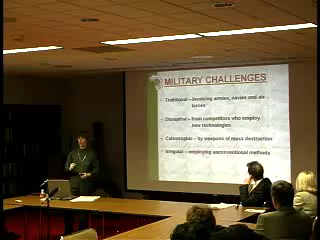 MILITARY CHALLENGES
Traditional – involving armies, navies and air
forces
Disruptive – from competitors who employ
new technologies
Catastrophic – by weapons of mass destruction
Irregular – employing unconventional methods